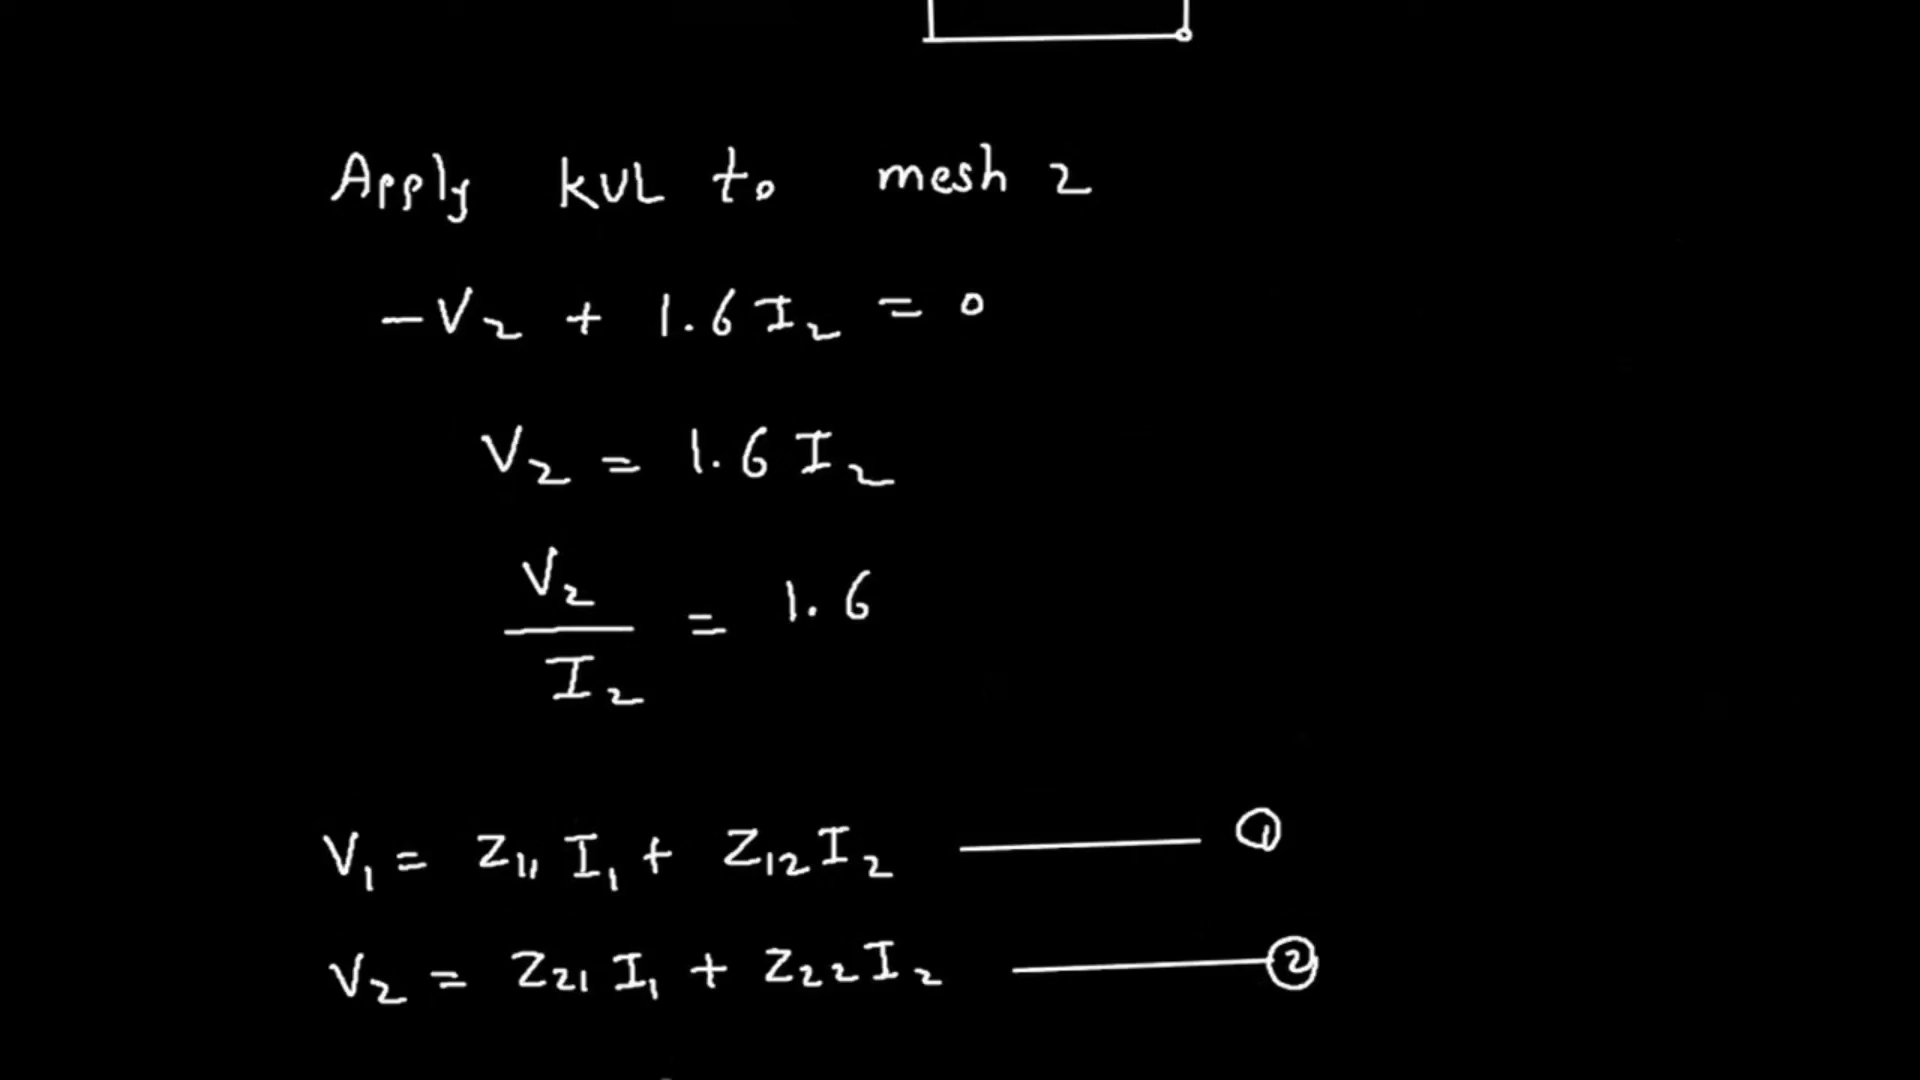 Apply KVL to mesh 2
-V₂ + 1.6 I₂ = 0
V₂ = 1.6 I₂
V₂/I₂ = 1.6
V₁ = Z₁₁ I₁ + Z₁₂ I₂ —— ①
V₂ = Z₂₁ I₁ + Z₂₂ I₂ —— ②